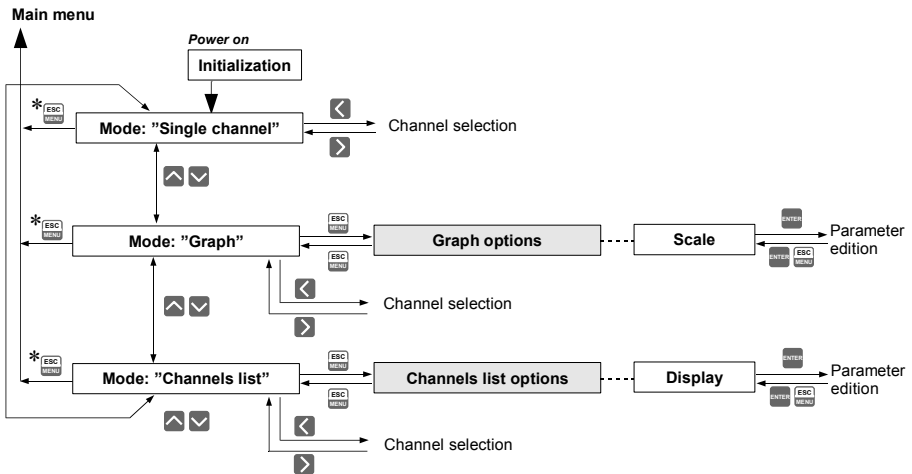 Main menu
Power on
Initialization
* ESC MENU
Mode: ”Single channel”
Channel selection
* ESC MENU
Mode: ”Graph”
ESC MENU
ESC MENU
Graph options
Scale
ENTER
ENTER ESC MENU
Parameter
edition
Channel selection
* ESC MENU
Mode: ”Channels list”
ESC MENU
ESC MENU
Channels list options
Display
ENTER
ENTER ESC MENU
Parameter
edition
Channel selection